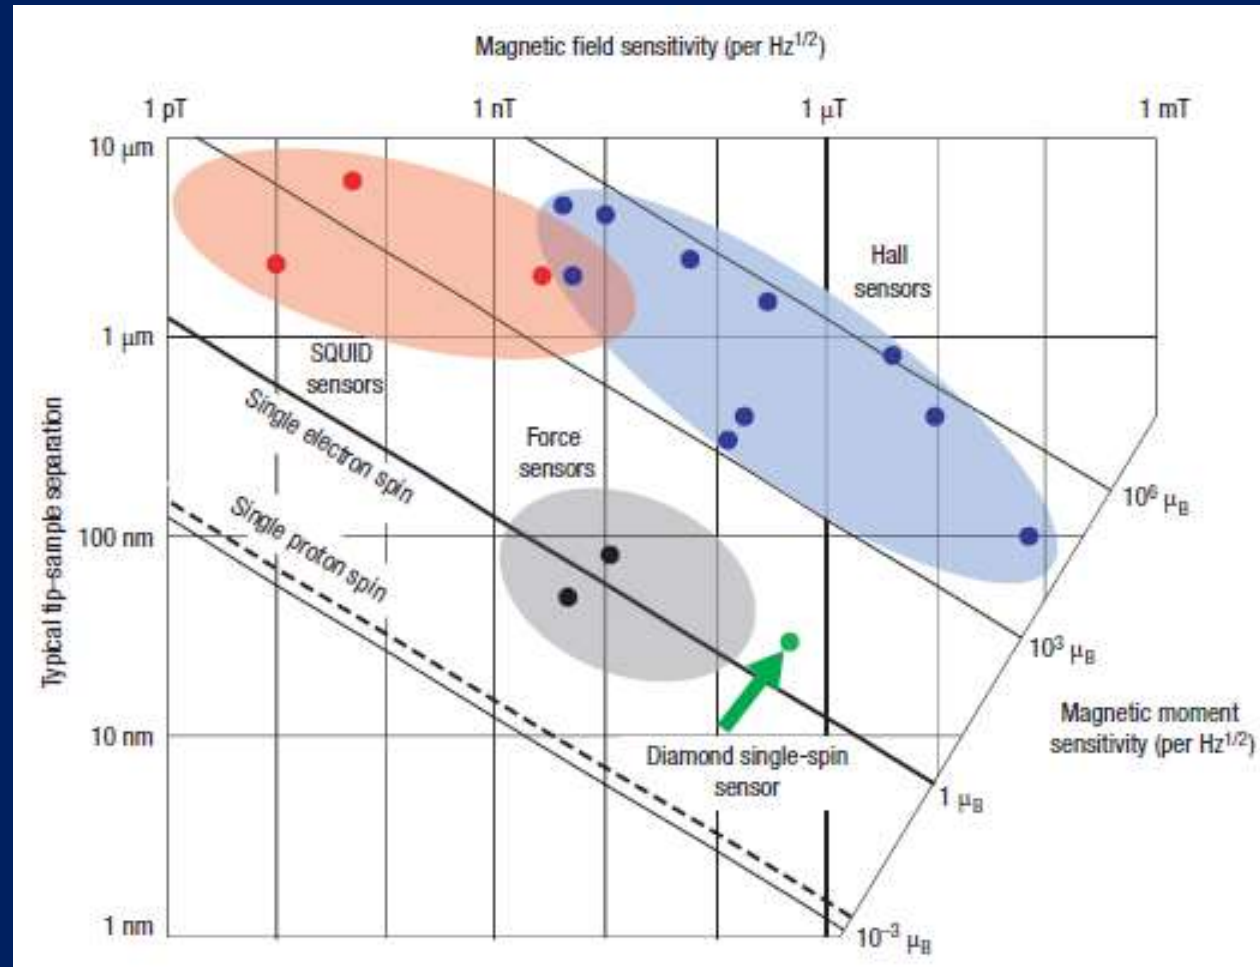 Magnetic field sensitivity (per Hz1/2)
1 pT
1 nT
1 μT
1 mT
10 μm
Hall
sensors
1 μm
SQUID
sensors
Single electron spin
Force
sensors
Typical tip–sample separation
Single proton spin
10⁶ μB
100 nm
10³ μB
Magnetic moment
sensitivity (per Hz1/2)
10 nm
Diamond single-spin
sensor
1 μB
1 nm
10⁻³ μB